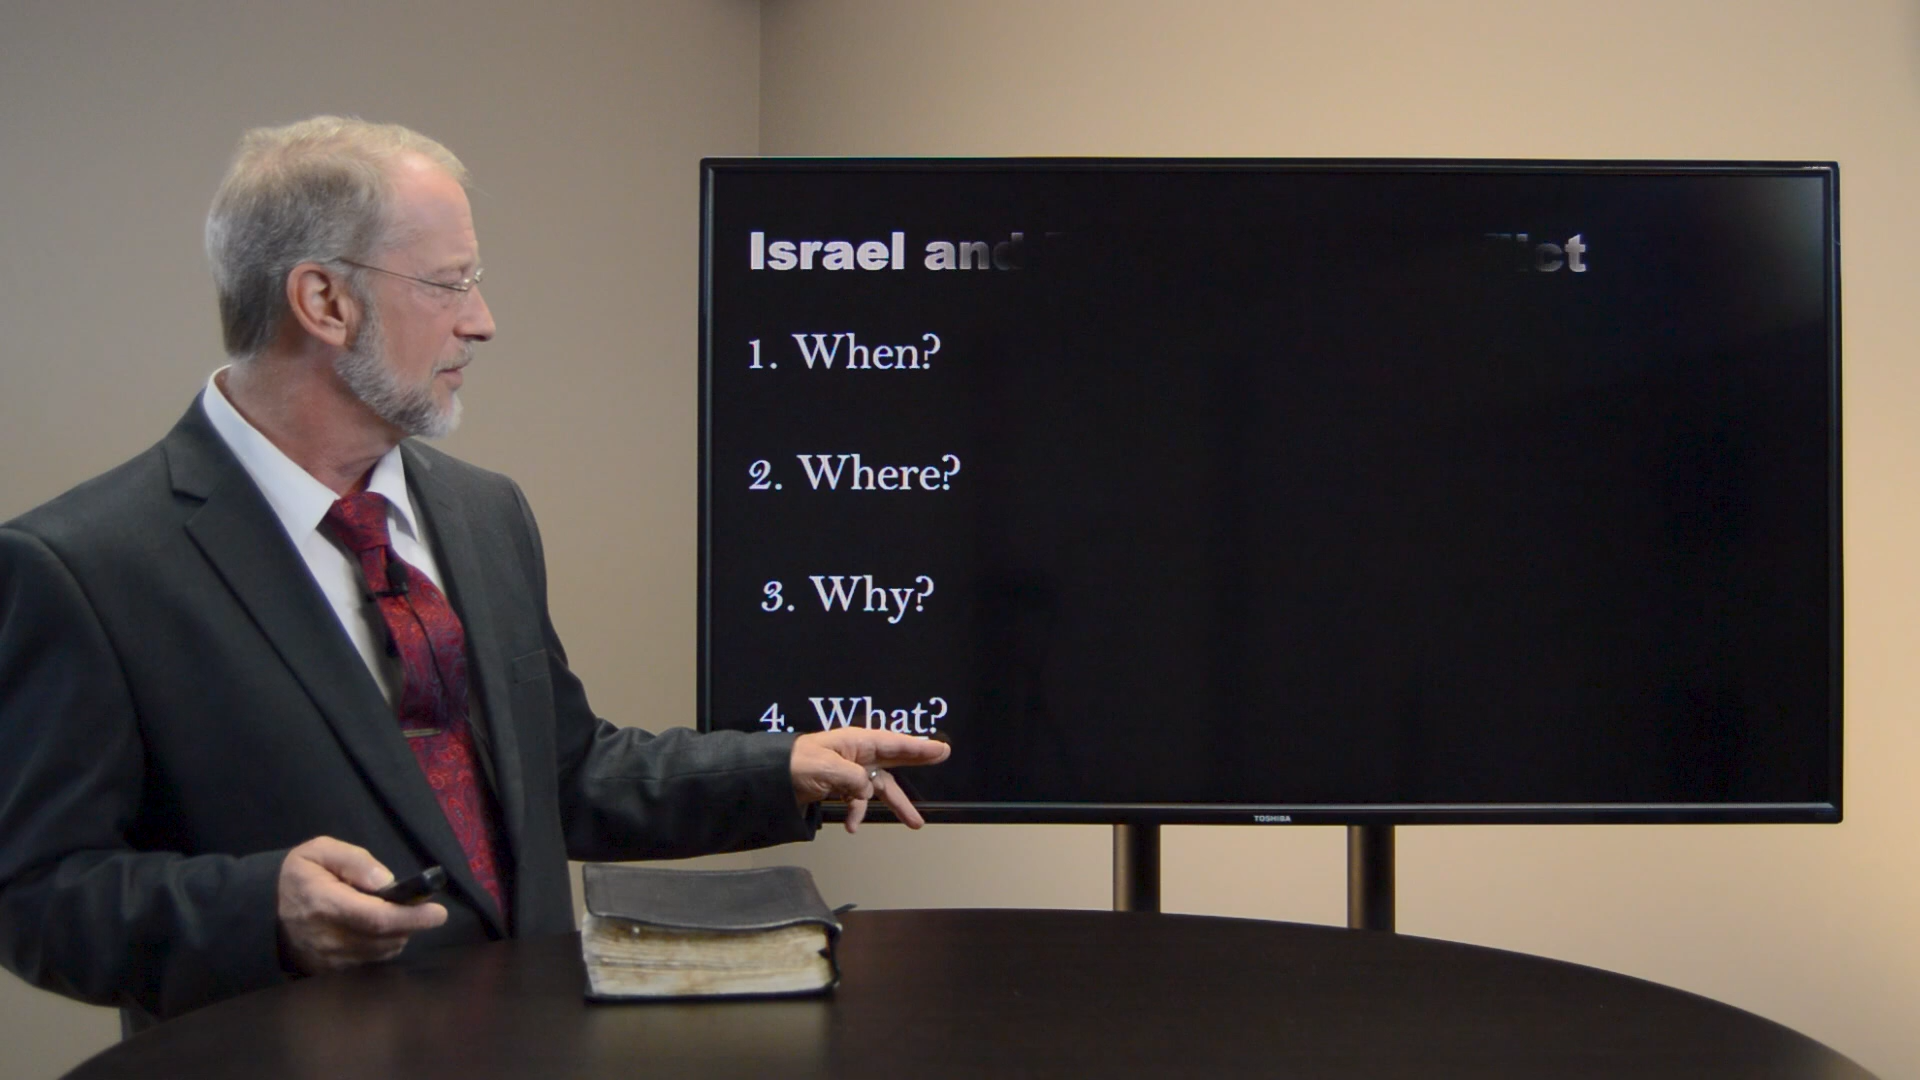 Israel and
1. When?
2. Where?
3. Why?
4. What?
TOSHIBA